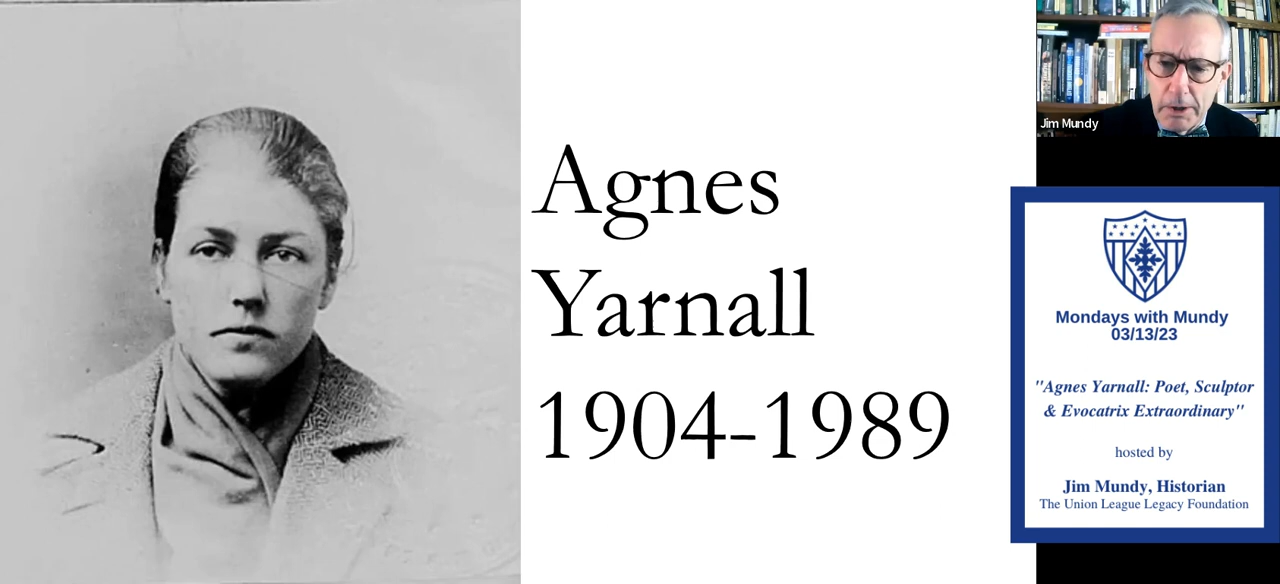 Agnes
Yarnall
1904-1989
Jim Mundy
Mondays with Mundy
03/13/23
"Agnes Yarnall: Poet, Sculptor
& Evocatrix Extraordinary"
hosted by
Jim Mundy, Historian
The Union League Legacy Foundation